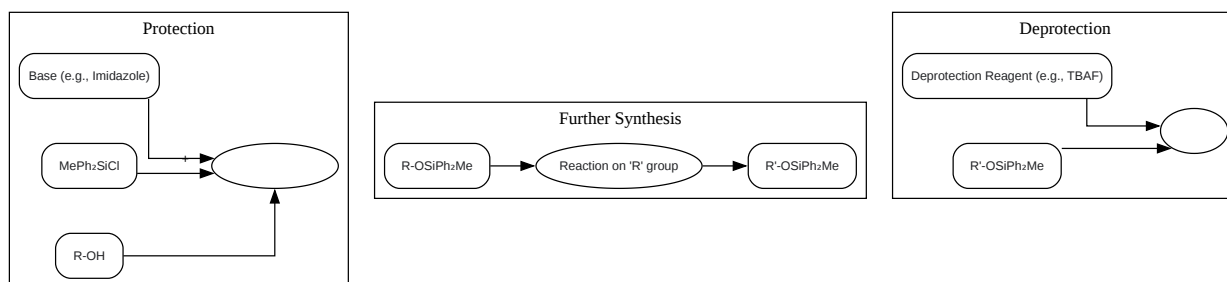 Protection
Base (e.g., Imidazole)
+
MePh₂SiCl
R-OH
Further Synthesis
R-OSiPh₂Me
Reaction on 'R' group
R'-OSiPh₂Me
Deprotection
Deprotection Reagent (e.g., TBAF)
R'-OSiPh₂Me